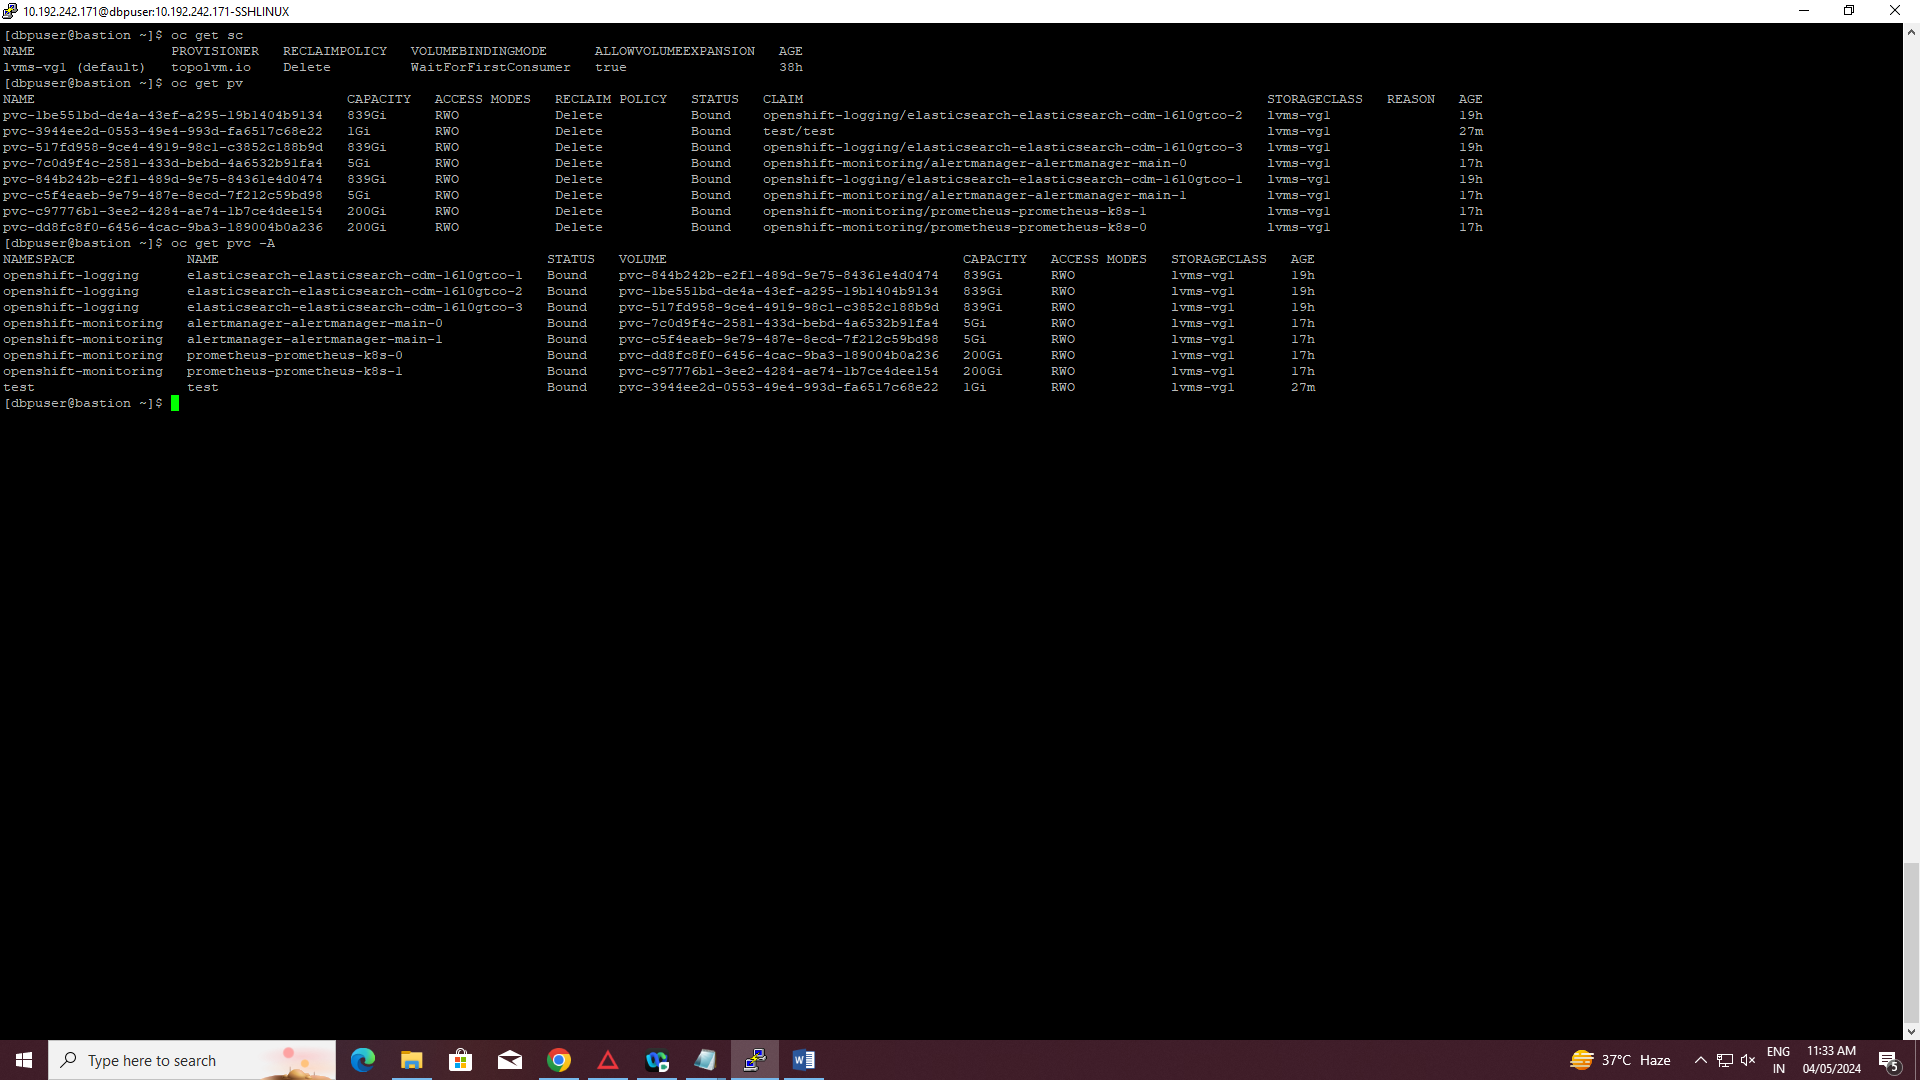 10.192.242.171@dbpuser:10.192.242.171-SSHLINUX
[dbpuser@bastion ~]$ oc get sc
NAME PROVISIONER RECLAIMPOLICY VOLUMEBINDINGMODE ALLOWVOLUMEEXPANSION AGE
lvms-vg1 (default) topolvm.io Delete WaitForFirstConsumer true 38h
[dbpuser@bastion ~]$ oc get pv
NAME CAPACITY ACCESS MODES RECLAIM POLICY STATUS CLAIM STORAGECLASS REASON AGE
pvc-1be551bd-de4a-43ef-a295-19b1404b9134 839Gi RWO Delete Bound openshift-logging/elasticsearch-elasticsearch-cdm-16l0gtco-2 lvms-vg1 19h
pvc-3944ee2d-0553-49e4-993d-fa6517c68e22 1Gi RWO Delete Bound test/test lvms-vg1 27m
pvc-517fd958-9ce4-4919-98c1-c3852c188b9d 839Gi RWO Delete Bound openshift-logging/elasticsearch-elasticsearch-cdm-16l0gtco-3 lvms-vg1 19h
pvc-7c0d9f4c-2581-433d-bebd-4a6532b91fa4 5Gi RWO Delete Bound openshift-monitoring/alertmanager-alertmanager-main-0 lvms-vg1 17h
pvc-844b242b-e2f1-489d-9e75-84361e4d0474 839Gi RWO Delete Bound openshift-logging/elasticsearch-elasticsearch-cdm-16l0gtco-1 lvms-vg1 19h
pvc-c5f4eaeb-9e79-487e-8ecd-7f212c59bd98 5Gi RWO Delete Bound openshift-monitoring/alertmanager-alertmanager-main-1 lvms-vg1 17h
pvc-c97776b1-3ee2-4284-ae74-1b7ce4dee154 200Gi RWO Delete Bound openshift-monitoring/prometheus-prometheus-k8s-1 lvms-vg1 17h
pvc-dd8fc8f0-6456-4cac-9ba3-189004b0a236 200Gi RWO Delete Bound openshift-monitoring/prometheus-prometheus-k8s-0 lvms-vg1 17h
[dbpuser@bastion ~]$ oc get pvc -A
NAMESPACE NAME STATUS VOLUME CAPACITY ACCESS MODES STORAGECLASS AGE
openshift-logging elasticsearch-elasticsearch-cdm-16l0gtco-1 Bound pvc-844b242b-e2f1-489d-9e75-84361e4d0474 839Gi RWO lvms-vg1 19h
openshift-logging elasticsearch-elasticsearch-cdm-16l0gtco-2 Bound pvc-1be551bd-de4a-43ef-a295-19b1404b9134 839Gi RWO lvms-vg1 19h
openshift-logging elasticsearch-elasticsearch-cdm-16l0gtco-3 Bound pvc-517fd958-9ce4-4919-98c1-c3852c188b9d 839Gi RWO lvms-vg1 19h
openshift-monitoring alertmanager-alertmanager-main-0 Bound pvc-7c0d9f4c-2581-433d-bebd-4a6532b91fa4 5Gi RWO lvms-vg1 17h
openshift-monitoring alertmanager-alertmanager-main-1 Bound pvc-c5f4eaeb-9e79-487e-8ecd-7f212c59bd98 5Gi RWO lvms-vg1 17h
openshift-monitoring prometheus-prometheus-k8s-0 Bound pvc-dd8fc8f0-6456-4cac-9ba3-189004b0a236 200Gi RWO lvms-vg1 17h
openshift-monitoring prometheus-prometheus-k8s-1 Bound pvc-c97776b1-3ee2-4284-ae74-1b7ce4dee154 200Gi RWO lvms-vg1 17h
test test Bound pvc-3944ee2d-0553-49e4-993d-fa6517c68e22 1Gi RWO lvms-vg1 27m
[dbpuser@bastion ~]$
Type here to search
37°C Haze
ENG
IN
11:33 AM
04/05/2024
5